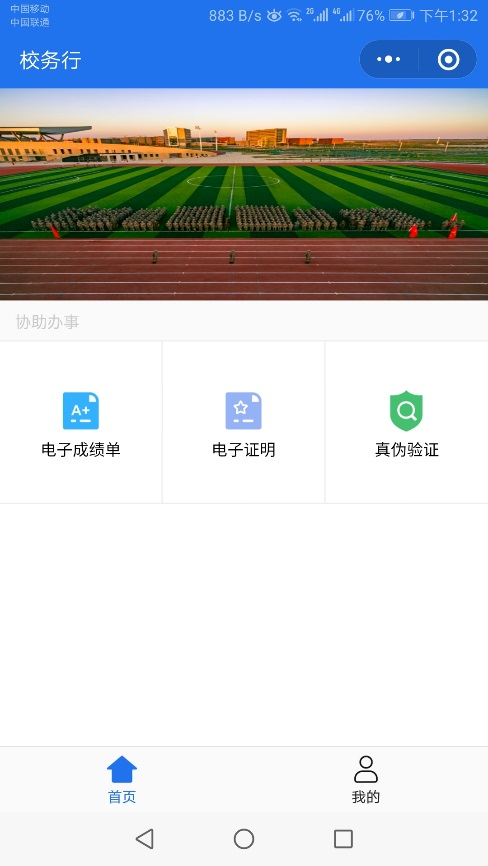 中国移动
中国联通
883 B/s 2G 4G 76% 下午1:32
校务行
协助办事
A+
电子成绩单 电子证明 真伪验证
首页 我的